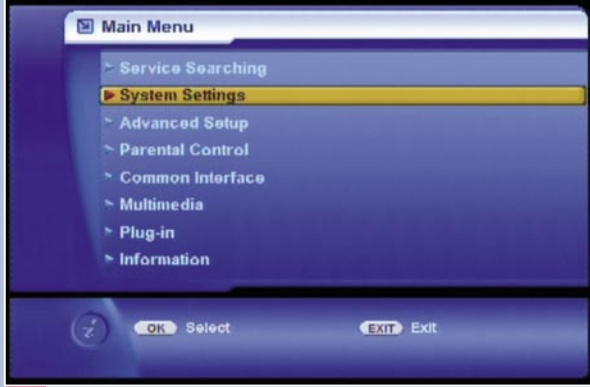 Main Menu
Service Searching
System Settings
Advanced Setup
Parental Control
Common Interface
Multimedia
Plug-in
Information
i OK Select EXIT Exit